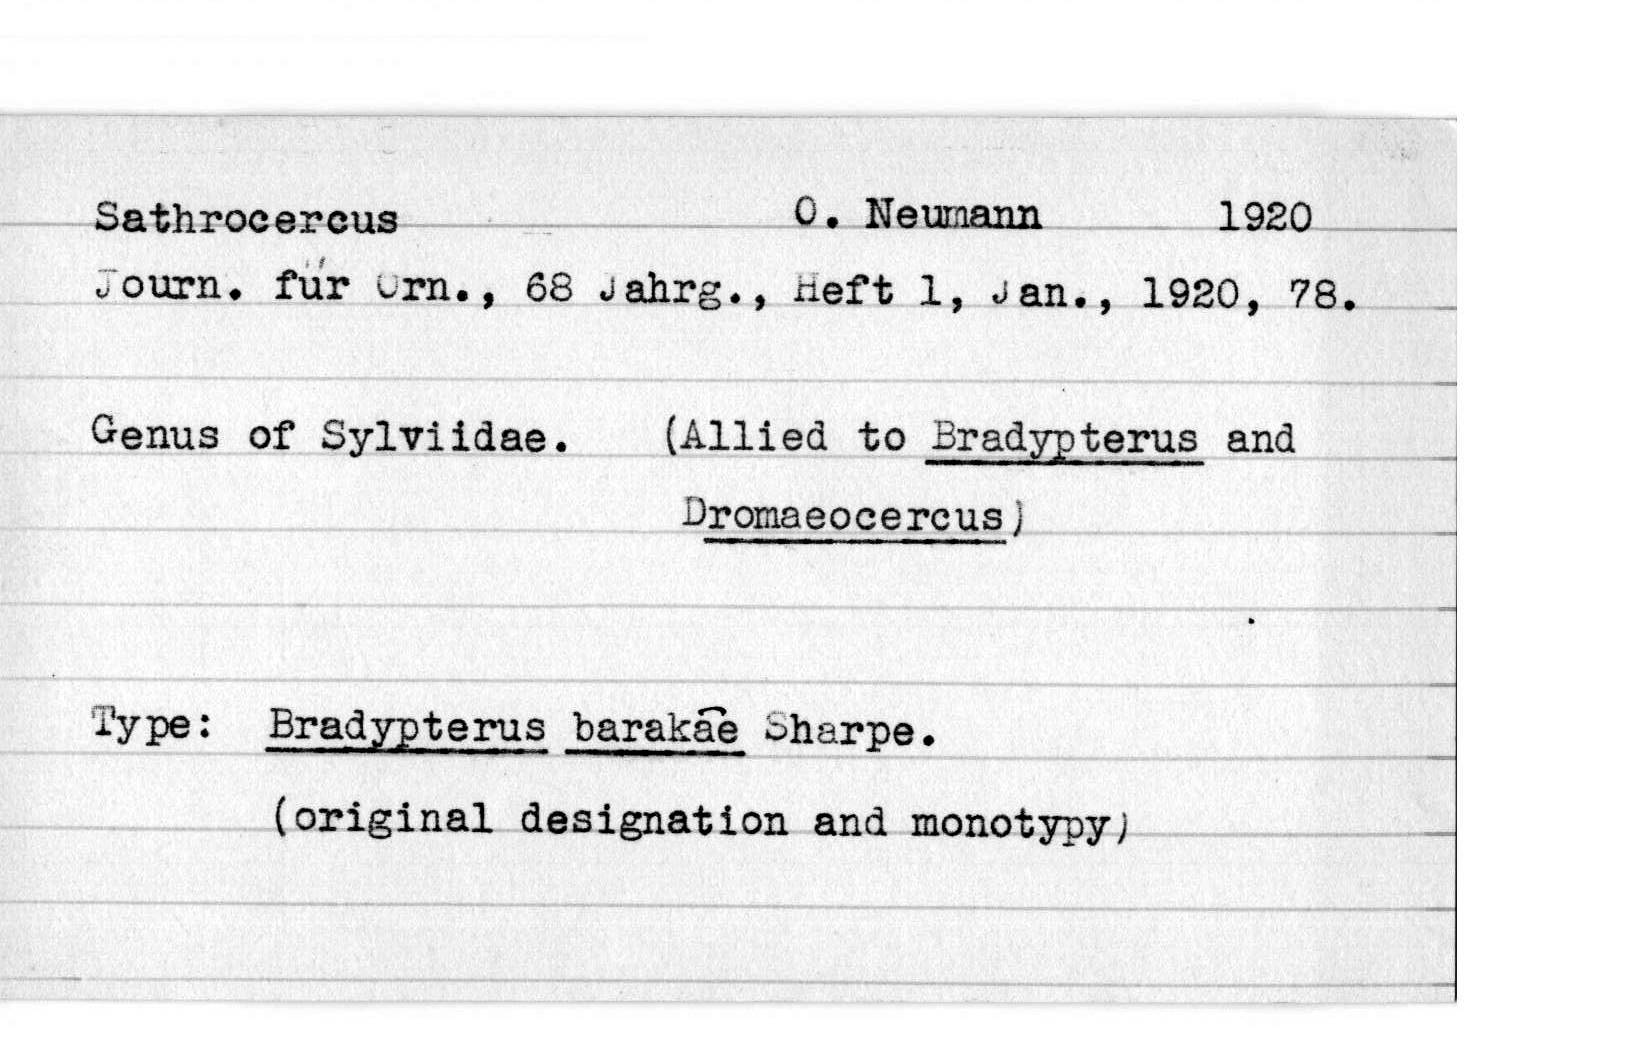 Sathrocercus O. Neumann 1920
Journ. für Orn., 68 Jahrg., Heft 1, Jan., 1920, 78.
Genus of Sylviidae. (Allied to Bradypterus and
Dromaeocercus)
Type: Bradypterus barakae Sharpe.
(original designation and monotypy)